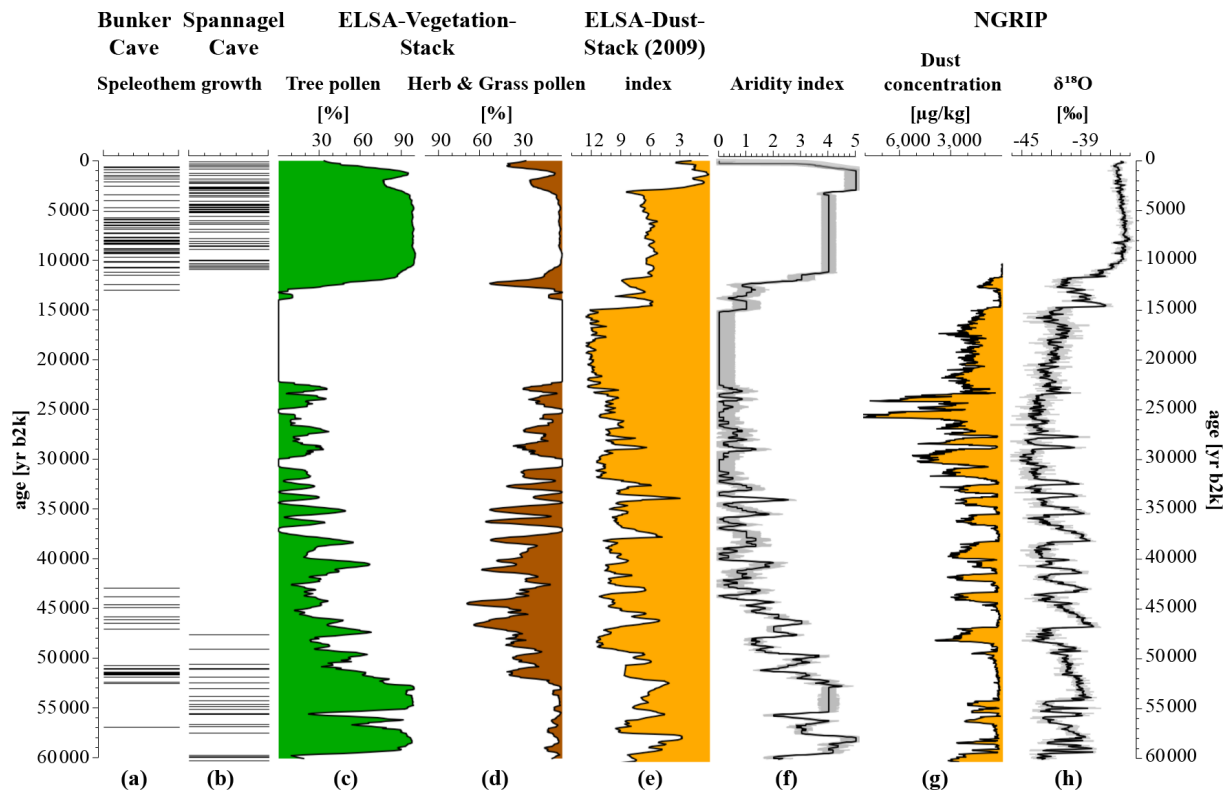 Bunker Spannagel ELSA-Vegetation- ELSA-Dust- NGRIP
Cave Cave Stack Stack (2009)
Speleothem growth Tree pollen Herb & Grass pollen index Aridity index Dust concentration δ¹⁸O
[%] [%] [µg/kg] [‰]
30 60 90 90 60 30 12 9 6 3 0 1 2 3 4 5 6,000 3,000 −45 −39
0 0
5000 5000
10000 10000
15000 15000
20000 20000
25000 25000
30000 30000
35000 35000
40000 40000
45000 45000
50000 50000
55000 55000
60000 60000
age [yr b2k] age [yr b2k]
(a) (b) (c) (d) (e) (f) (g) (h)